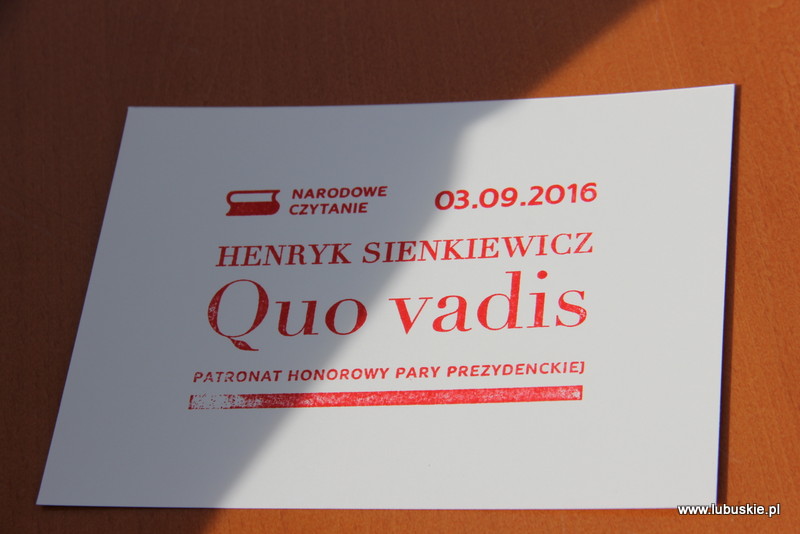 NARODOWE
CZYTANIE
03.09.2016
HENRYK SIENKIEWICZ
Quo vadis
PATRONAT HONOROWY PARY PREZYDENCKIEJ
www.lubuskie.pl